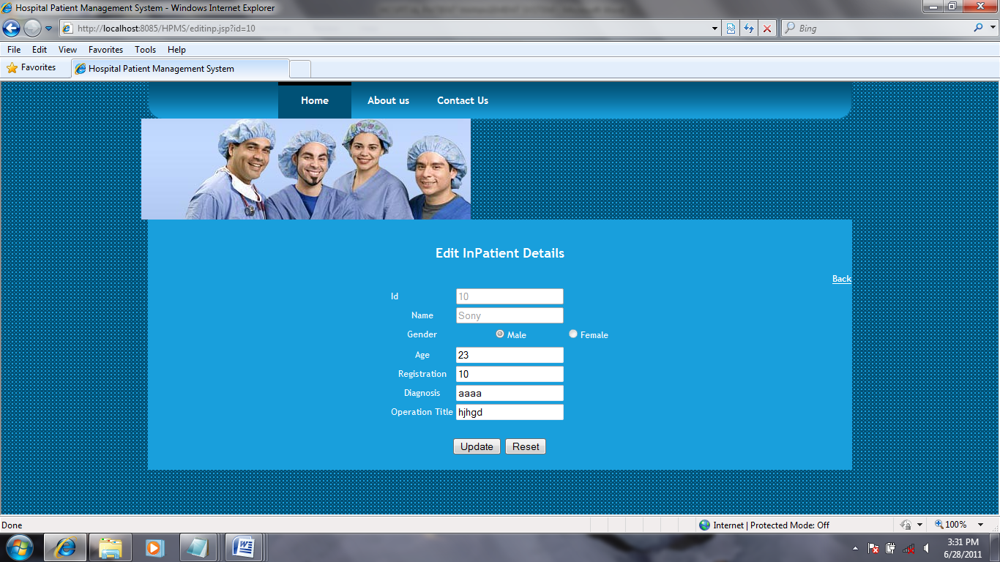 Hospital Patient Management System - Windows Internet Explorer
http://localhost:8085/HPMS/editinp.jsp?id=10
Bing
File Edit View Favorites Tools Help
Favorites
Hospital Patient Management System
Home About us Contact Us
Edit InPatient Details
Back
Id 10
Name Sony
Gender Male Female
Age 23
Registration 10
Diagnosis aaaa
Operation Title hjhgd
Update Reset
Done Internet | Protected Mode: Off 100%
3:31 PM
6/28/2011